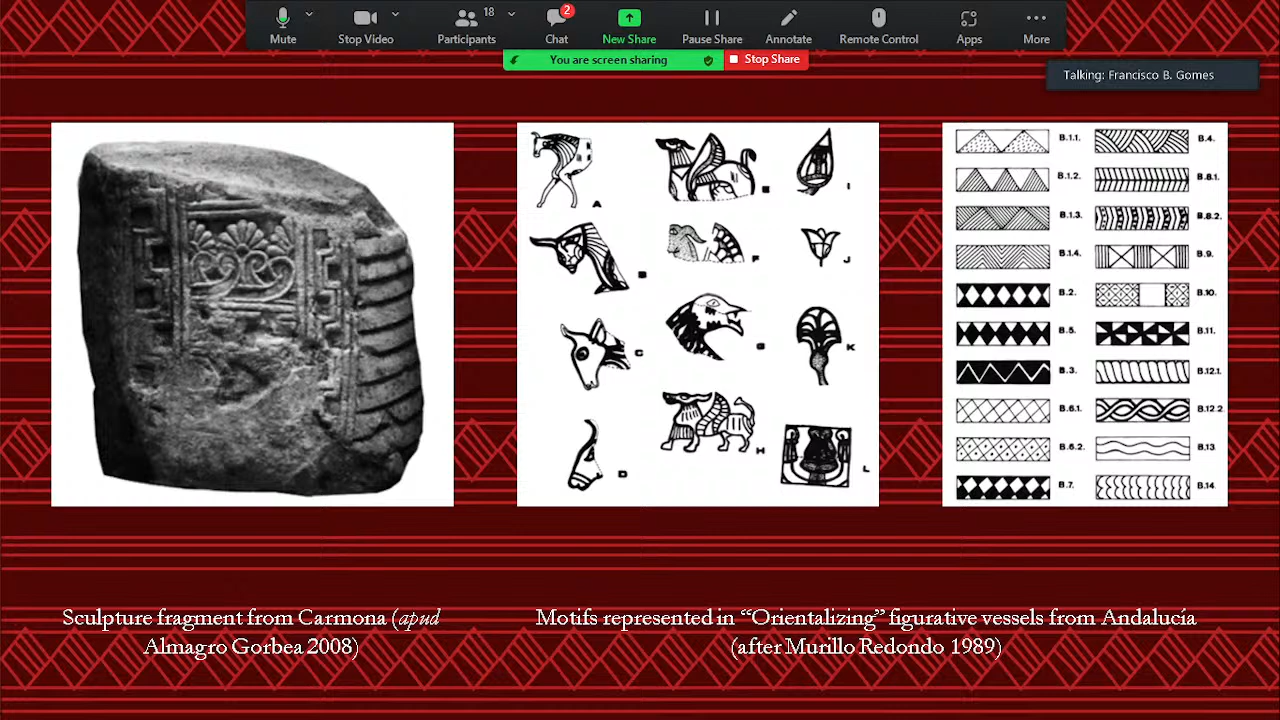 18
2
Mute
Stop Video
Participants
Chat
New Share
Pause Share
Annotate
Remote Control
Apps
More
You are screen sharing
Stop Share
Talking: Francisco B. Gomes
A
B
C
D
E
F
G
H
I
J
K
L
B.1.1.
B.1.2.
B.1.3.
B.1.4.
B.2.
B.5.
B.3.
B.6.1.
B.6.2.
B.7.
B.4.
B.8.1.
B.8.2.
B.9.
B.10.
B.11.
B.12.1.
B.12.2.
B.13.
B.14.
Sculpture fragment from Carmona (apud
Almagro Gorbea 2008)
Motifs represented in “Orientalizing” figurative vessels from Andalucía
(after Murillo Redondo 1989)